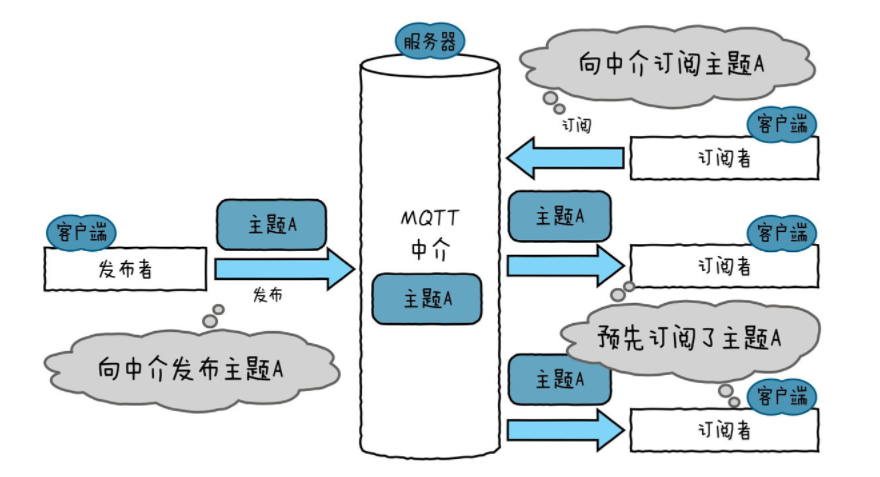 服务器
向中介订阅主题A
订阅
客户端
订阅者
主题A
客户端
发布者
发布
向中介发布主题A
MQTT
中介
主题A
主题A
客户端
订阅者
预先订阅了主题A
主题A
客户端
订阅者